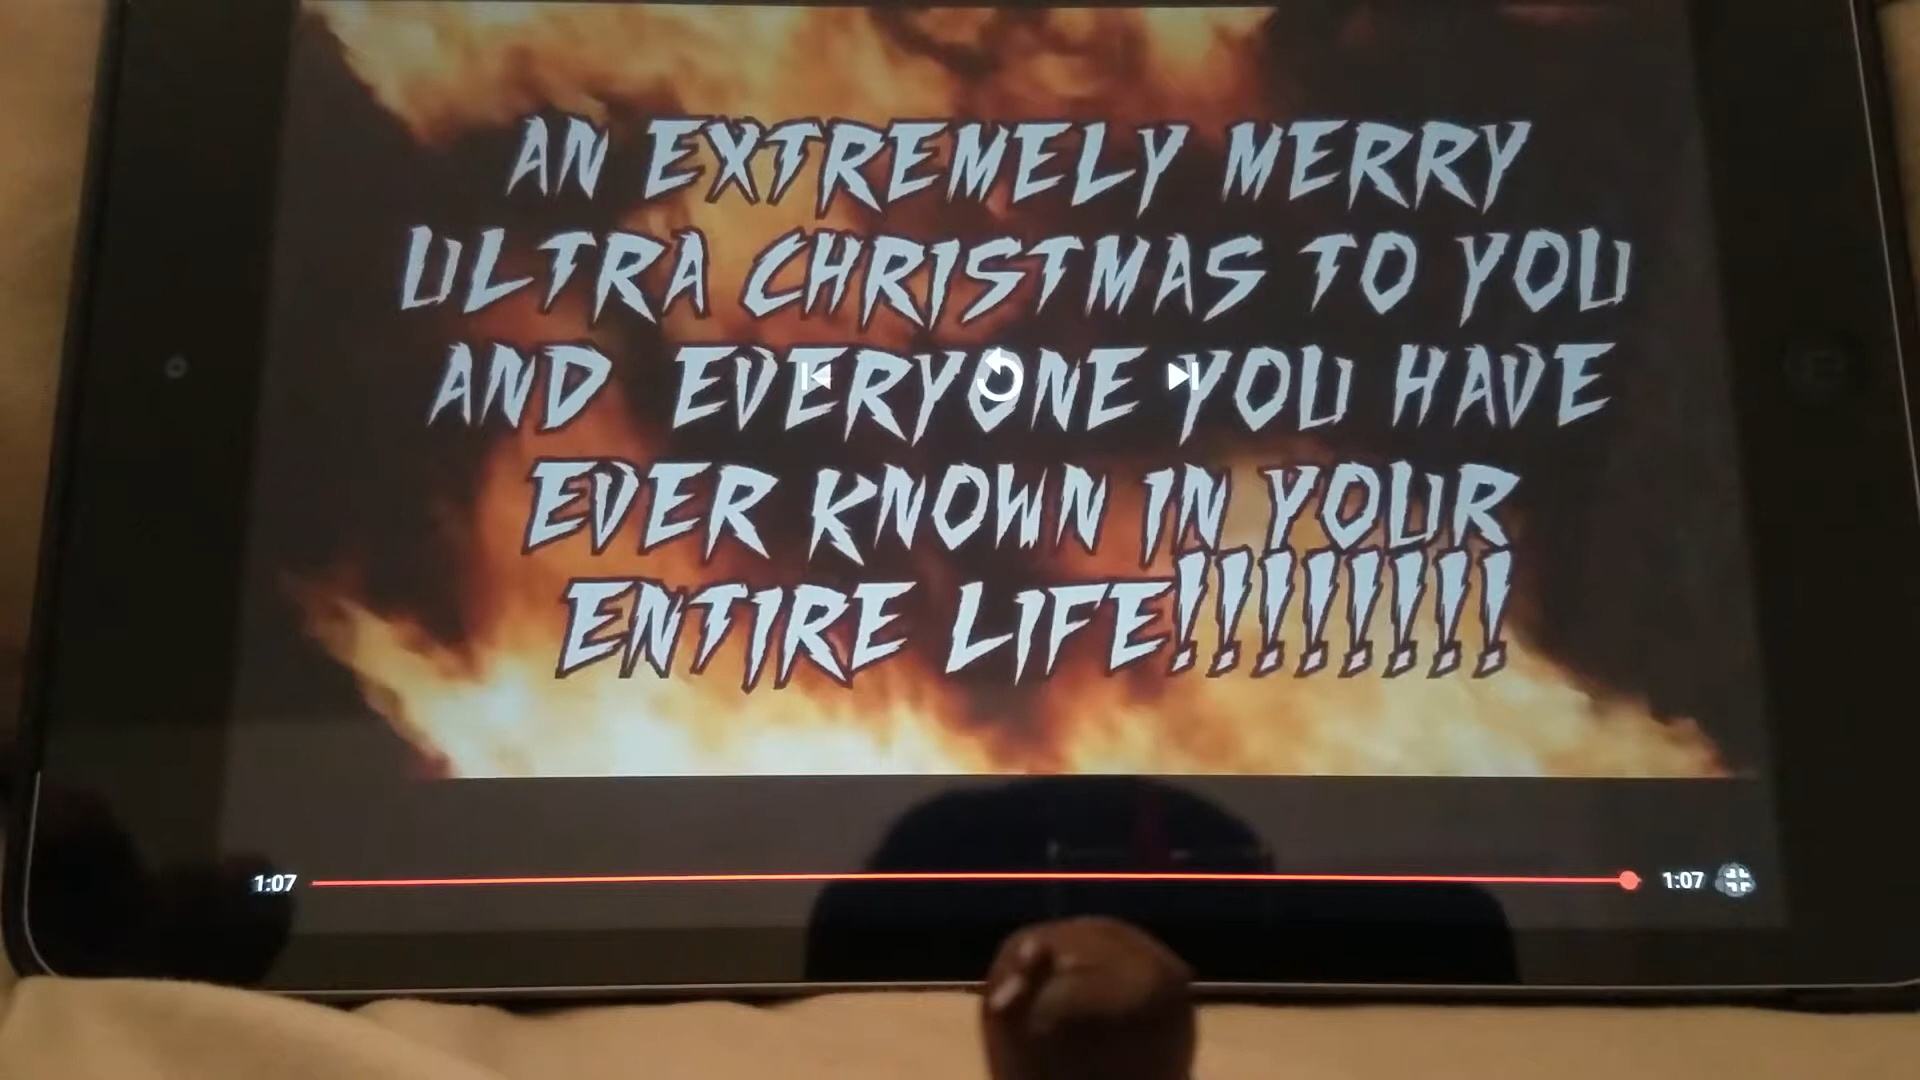 AN EXTREMELY MERRY
ULTRA CHRISTMAS TO YOU
AND EVERYONE YOU HAVE
EVER KNOWN IN YOUR
ENTIRE LIFE!!!!!!!!
1:07 1:07